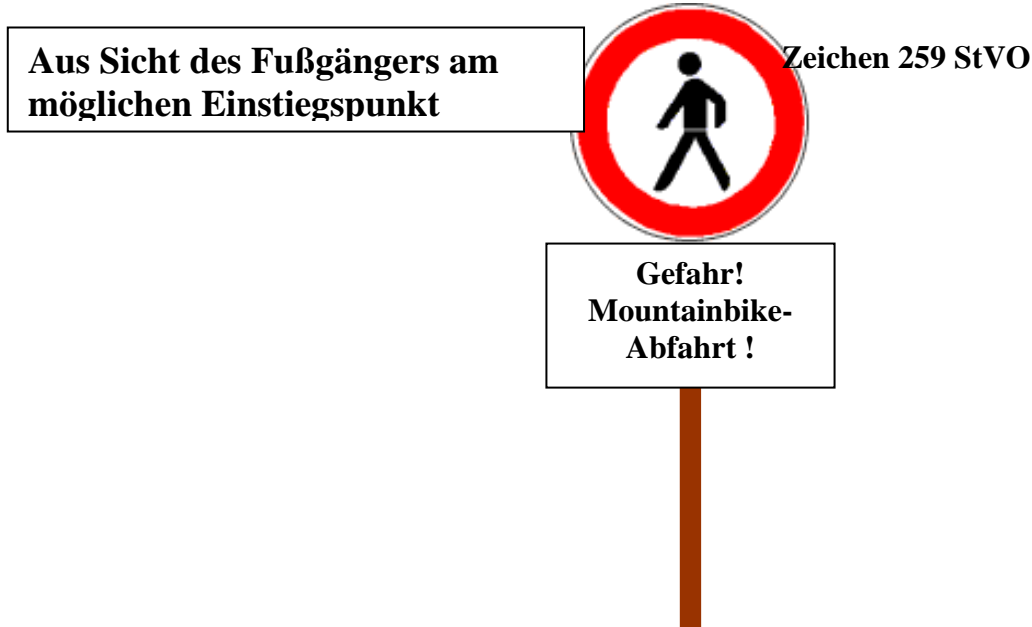 Aus Sicht des Fußgängers am
möglichen Einstiegspunkt
Zeichen 259 StVO
Gefahr!
Mountainbike-
Abfahrt !